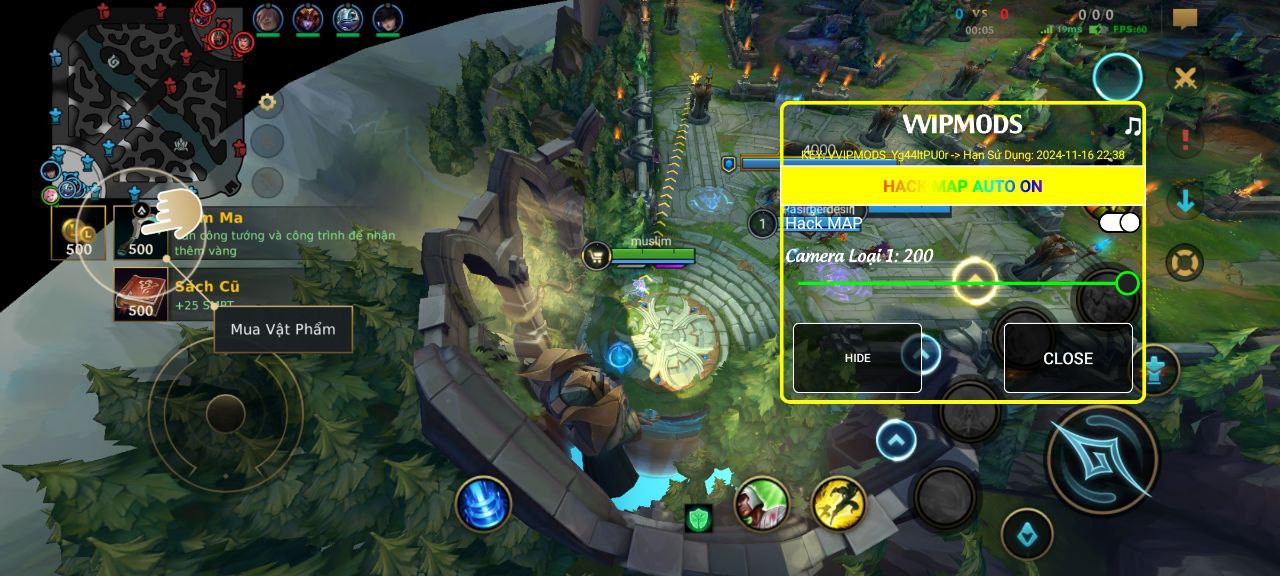 0 VS 0
0/0/0
00:05
19ms
FPS:60
VVIPMODS
4000
KEY: VVIPMODS_Yg44ltPU0r -> Hạn Sử Dụng: 2024-11-16 22:38
HACK MAP AUTO ON
500
500
Ma
công tướng và công trình để nhận
thêm vàng
1
Hack MAP
muslim
Camera Loại 1: 200
500
Sách Cũ
+25 SMPT
Mua Vật Phẩm
HIDE
CLOSE